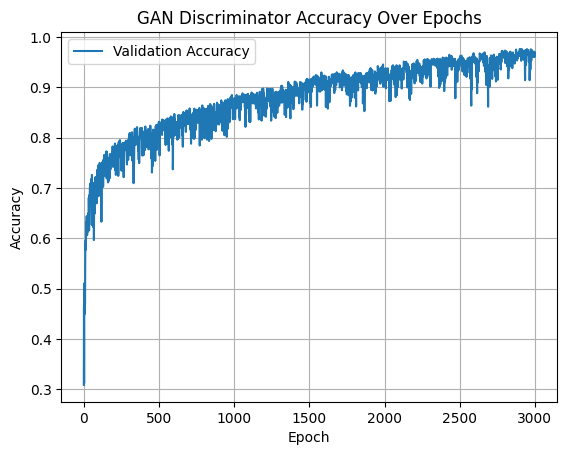 GAN Discriminator Accuracy Over Epochs
Validation Accuracy
1.0
0.9
0.8
0.7
0.6
0.5
0.4
0.3
Accuracy
0 500 1000 1500 2000 2500 3000
Epoch